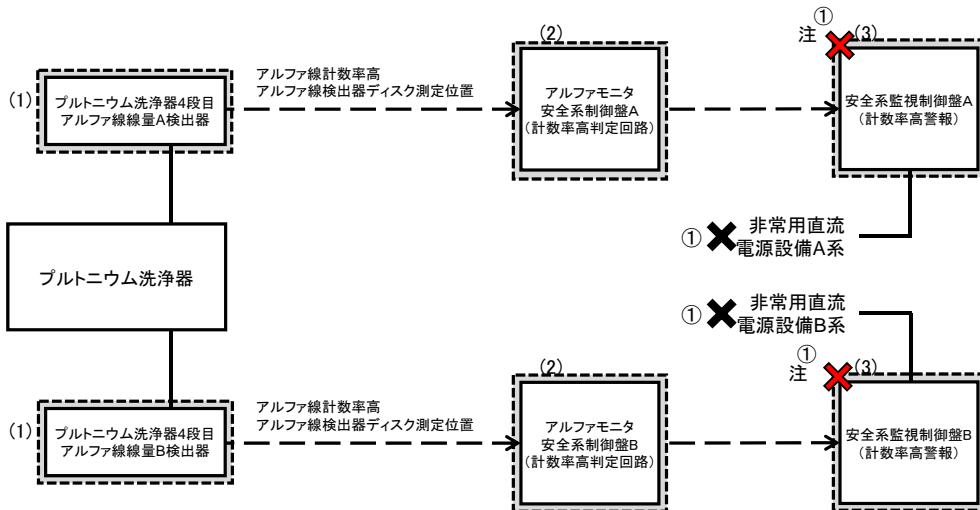 ①
注
(3)
(2)
(1)
プルトニウム洗浄器4段目
アルファ線線量A検出器
アルファ線計数率高
アルファ線検出器ディスク測定位置
アルファモニタ
安全系制御盤A
(計数率高判定回路)
安全系監視制御盤A
(計数率高警報)
①
非常用直流
電源設備A系
プルトニウム洗浄器
①
非常用直流
電源設備B系
①
注
(3)
(2)
(1)
プルトニウム洗浄器4段目
アルファ線線量B検出器
アルファ線計数率高
アルファ線検出器ディスク測定位置
アルファモニタ
安全系制御盤B
(計数率高判定回路)
安全系監視制御盤B
(計数率高警報)